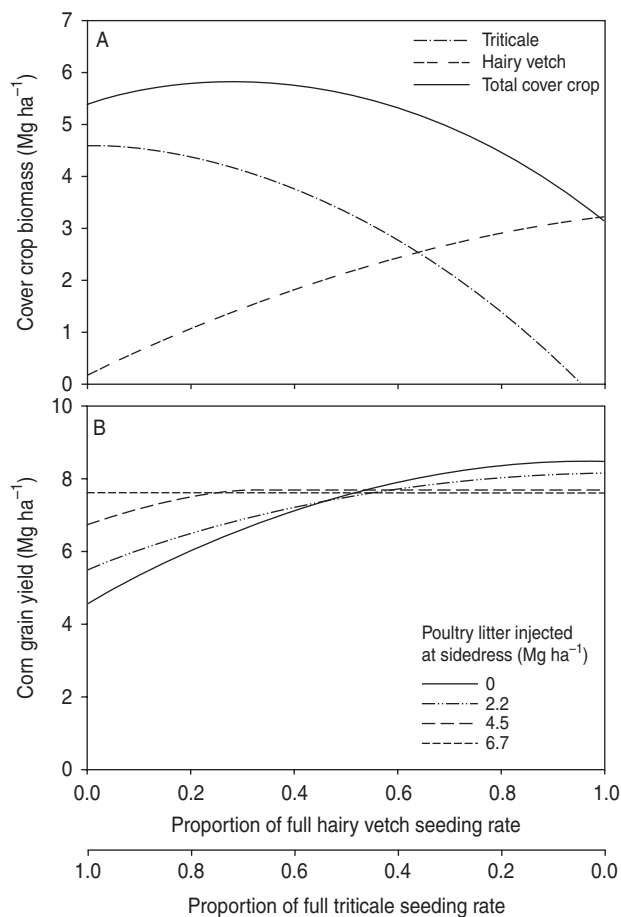 7
A
Triticale
Hairy vetch
Total cover crop
6
5
4
3
2
1
0
Cover crop biomass (Mg ha⁻¹)
10
B
8
6
4
2
0
Corn grain yield (Mg ha⁻¹)
Poultry litter injected
at sidedress (Mg ha⁻¹)
0
2.2
4.5
6.7
0.0 0.2 0.4 0.6 0.8 1.0
Proportion of full hairy vetch seeding rate
1.0 0.8 0.6 0.4 0.2 0.0
Proportion of full triticale seeding rate